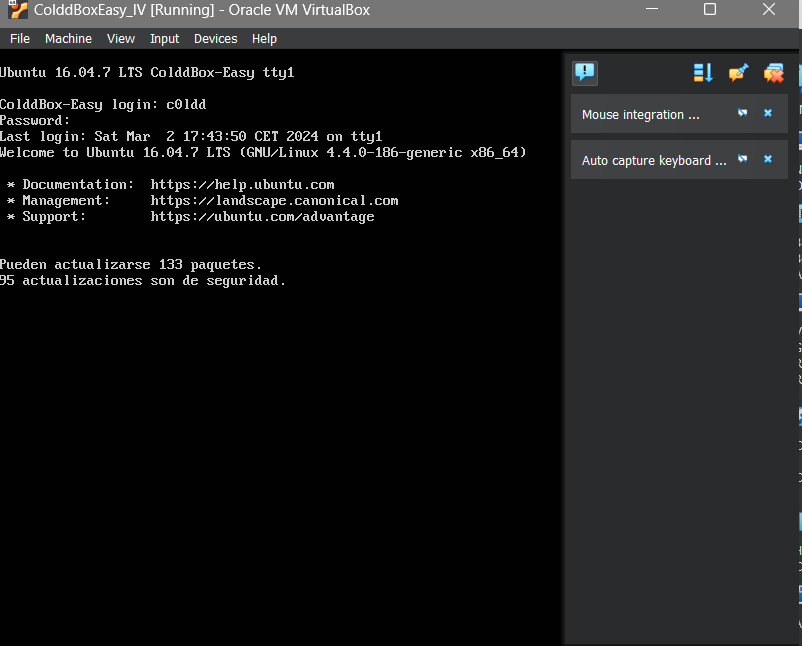 ColddBoxEasy_IV [Running] - Oracle VM VirtualBox
File Machine View Input Devices Help
Ubuntu 16.04.7 LTS ColddBox-Easy tty1
ColddBox-Easy login: c0ldd
Password:
Last login: Sat Mar  2 17:43:50 CET 2024 on tty1
Welcome to Ubuntu 16.04.7 LTS (GNU/Linux 4.4.0-186-generic x86_64)
* Documentation:  https://help.ubuntu.com
* Management:     https://landscape.canonical.com
* Support:        https://ubuntu.com/advantage
Pueden actualizarse 133 paquetes.
95 actualizaciones son de seguridad.
Mouse integration ...
Auto capture keyboard ...